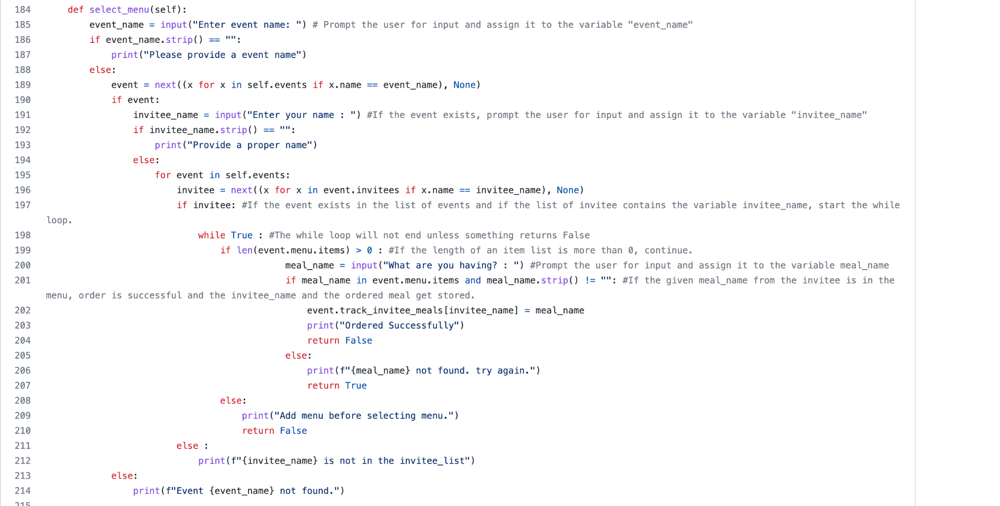 184 def select_menu(self):
185 event_name = input("Enter event name: ") # Prompt the user for input and assign it to the variable "event_name"
186 if event_name.strip() == "":
187 print("Please provide a event name")
188 else:
189 event = next((x for x in self.events if x.name == event_name), None)
190 if event:
191 invitee_name = input("Enter your name : ") #If the event exists, prompt the user for input and assign it to the variable "invitee_name"
192 if invitee_name.strip() == "":
193 print("Provide a proper name")
194 else:
195 for event in self.events:
196 invitee = next((x for x in event.invitees if x.name == invitee_name), None)
197 if invitee: #If the event exists in the list of events and if the list of invitee contains the variable invitee_name, start the while
loop.
198 while True : #The while loop will not end unless something returns False
199 if len(event.menu.items) > 0 : #If the length of an item list is more than 0, continue.
200 meal_name = input("What are you having? : ") #Prompt the user for input and assign it to the variable meal_name
201 if meal_name in event.menu.items and meal_name.strip() != "": #If the given meal_name from the invitee is in the
menu, order is successful and the invitee_name and the ordered meal get stored.
202 event.track_invitee_meals[invitee_name] = meal_name
203 print("Ordered Successfully")
204 return False
205 else:
206 print(f"{meal_name} not found. try again.")
207 return True
208 else:
209 print("Add menu before selecting menu.")
210 return False
211 else :
212 print(f"{invitee_name} is not in the invitee_list")
213 else:
214 print(f"Event {event_name} not found.")
215